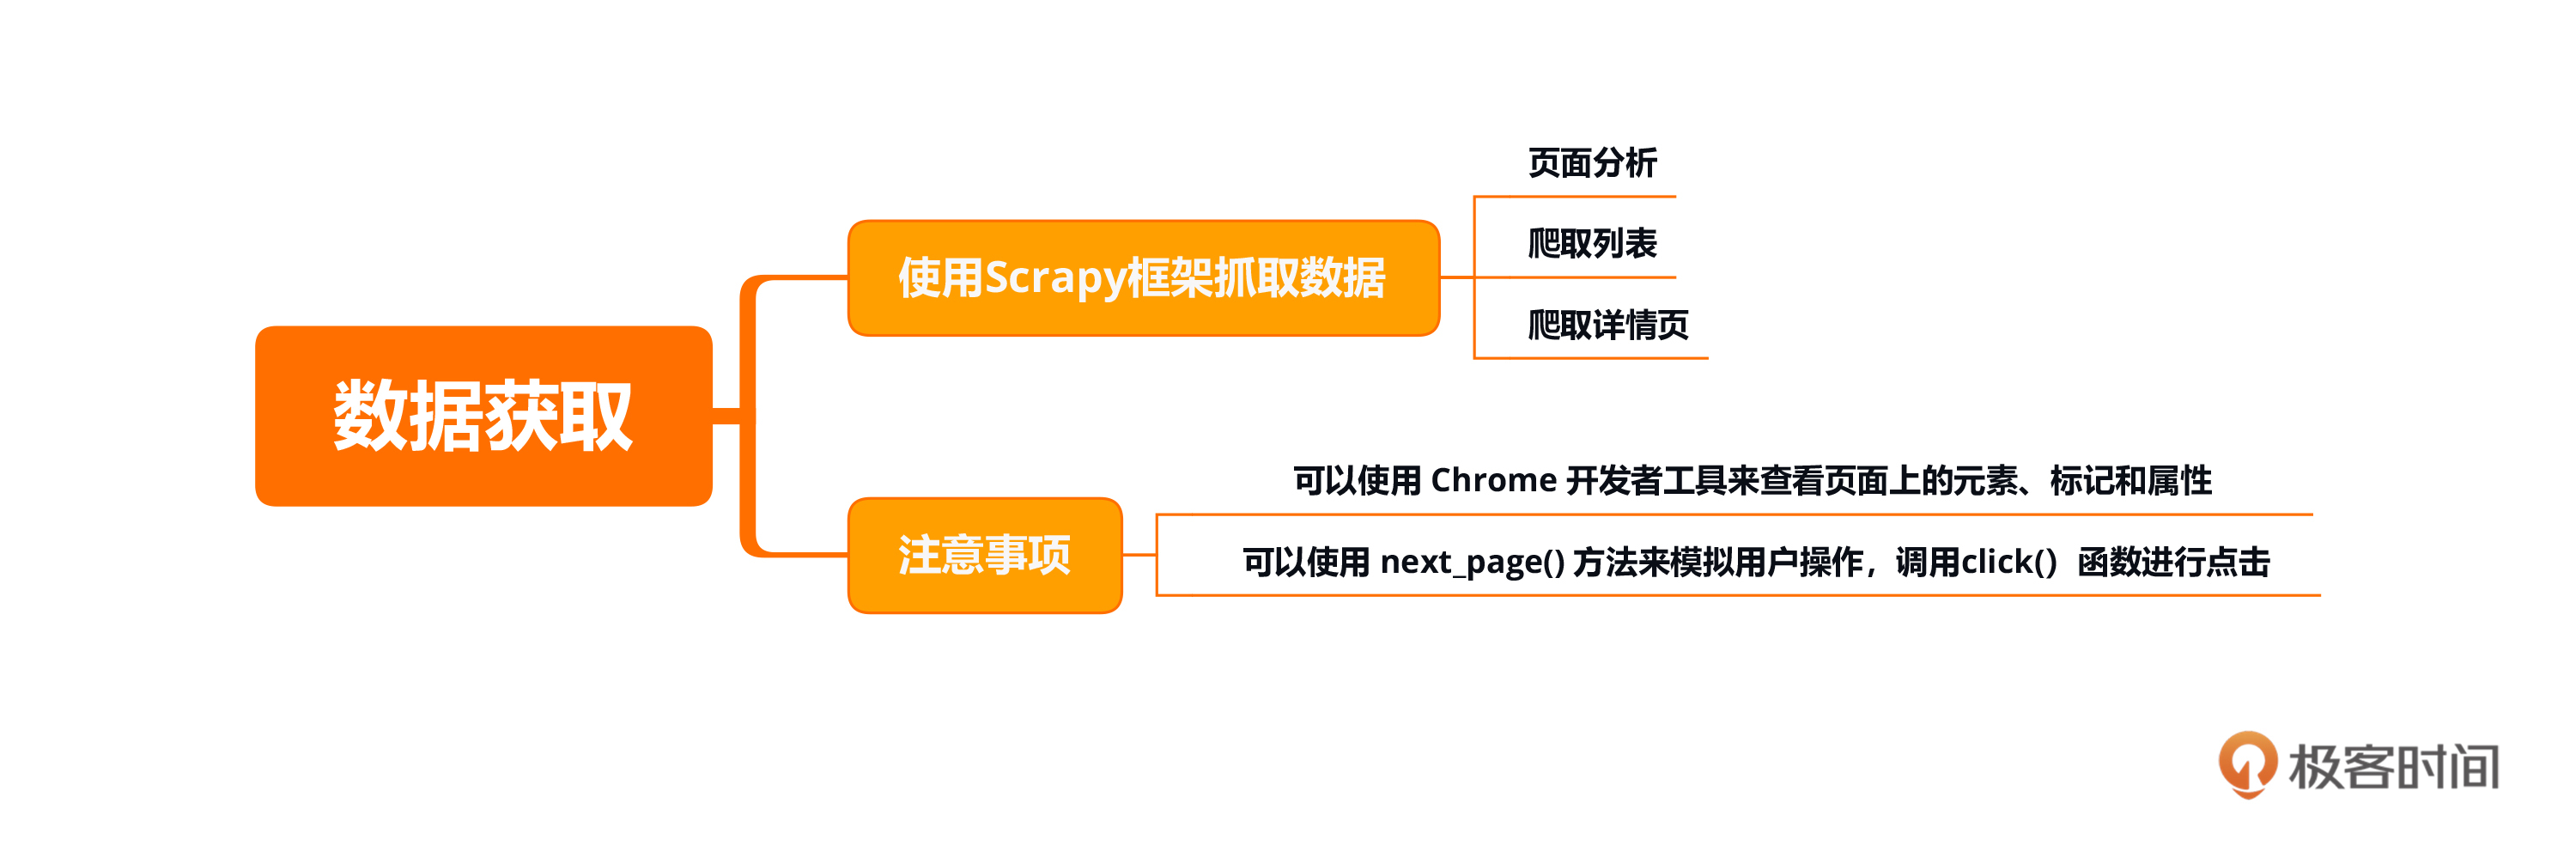 数据获取
使用Scrapy框架抓取数据
页面分析
爬取列表
爬取详情页
注意事项
可以使用 Chrome 开发者工具来查看页面上的元素、标记和属性
可以使用 next_page() 方法来模拟用户操作，调用click() 函数进行点击
极客时间